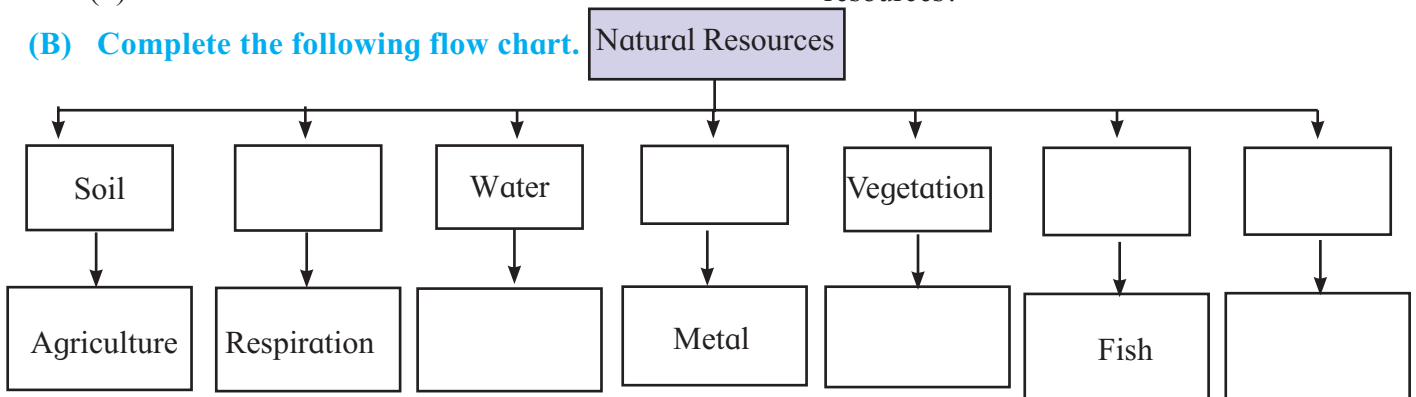 (B) Complete the following flow chart.
Natural Resources
Soil
Water
Vegetation
Agriculture
Respiration
Metal
Fish